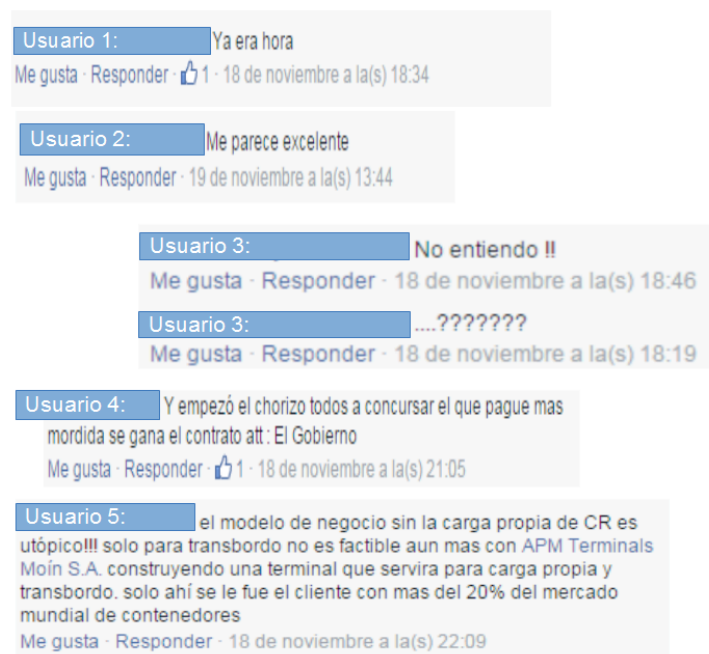 Usuario 1: Ya era hora
Me gusta · Responder · 1 · 18 de noviembre a la(s) 18:34
Usuario 2: Me parece excelente
Me gusta · Responder · 19 de noviembre a la(s) 13:44
Usuario 3: No entiendo !!
Me gusta · Responder · 18 de noviembre a la(s) 18:46
Usuario 3: ....???????
Me gusta · Responder · 18 de noviembre a la(s) 18:19
Usuario 4: Y empezó el chorizo todos a concursar el que pague mas
mordida se gana el contrato att : El Gobierno
Me gusta · Responder · 1 · 18 de noviembre a la(s) 21:05
Usuario 5: el modelo de negocio sin la carga propia de CR es
utópico!!! solo para transbordo no es factible aun mas con APM Terminals
Moín S.A. construyendo una terminal que servira para carga propia y
transbordo. solo ahí se le fue el cliente con mas del 20% del mercado
mundial de contenedores
Me gusta · Responder · 18 de noviembre a la(s) 22:09